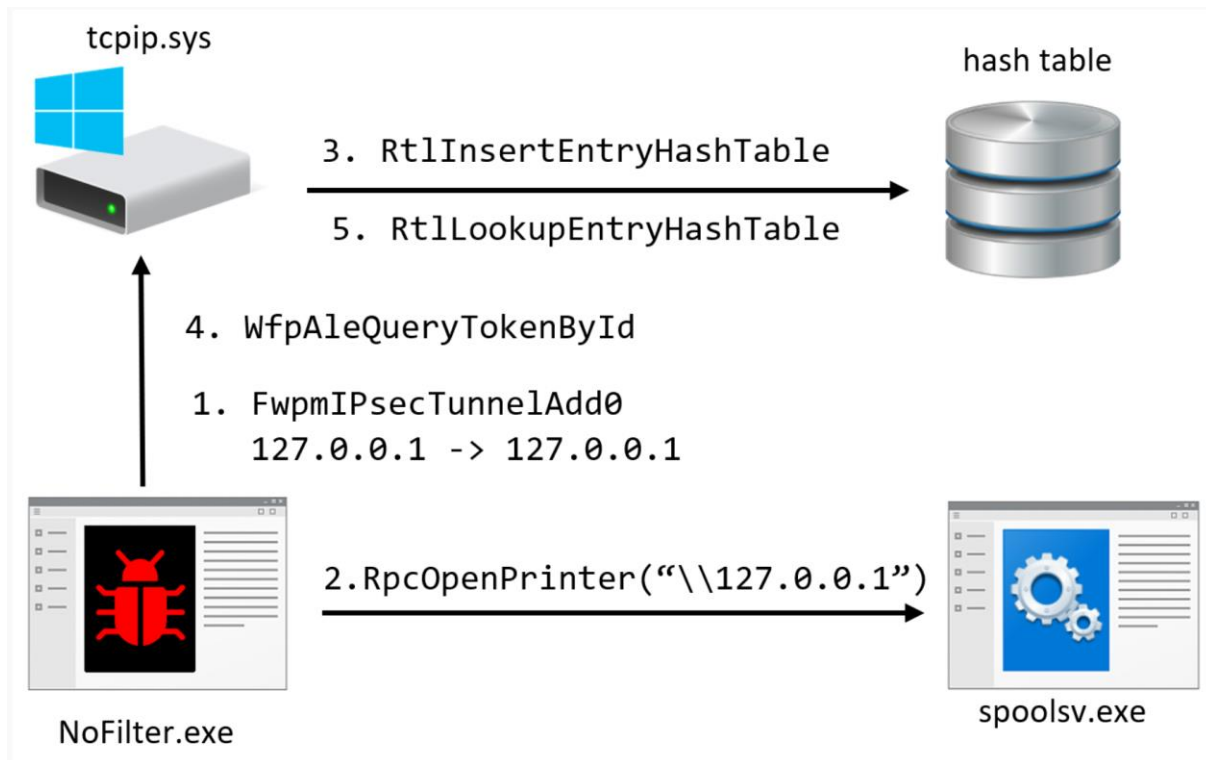 tcpip.sys
hash table
3. RtlInsertEntryHashTable
5. RtlLookupEntryHashTable
4. WfpAleQueryTokenById
1. FwpmIPsecTunnelAdd0
127.0.0.1 -> 127.0.0.1
2.RpcOpenPrinter(“\\127.0.0.1”)
NoFilter.exe
spoolsv.exe